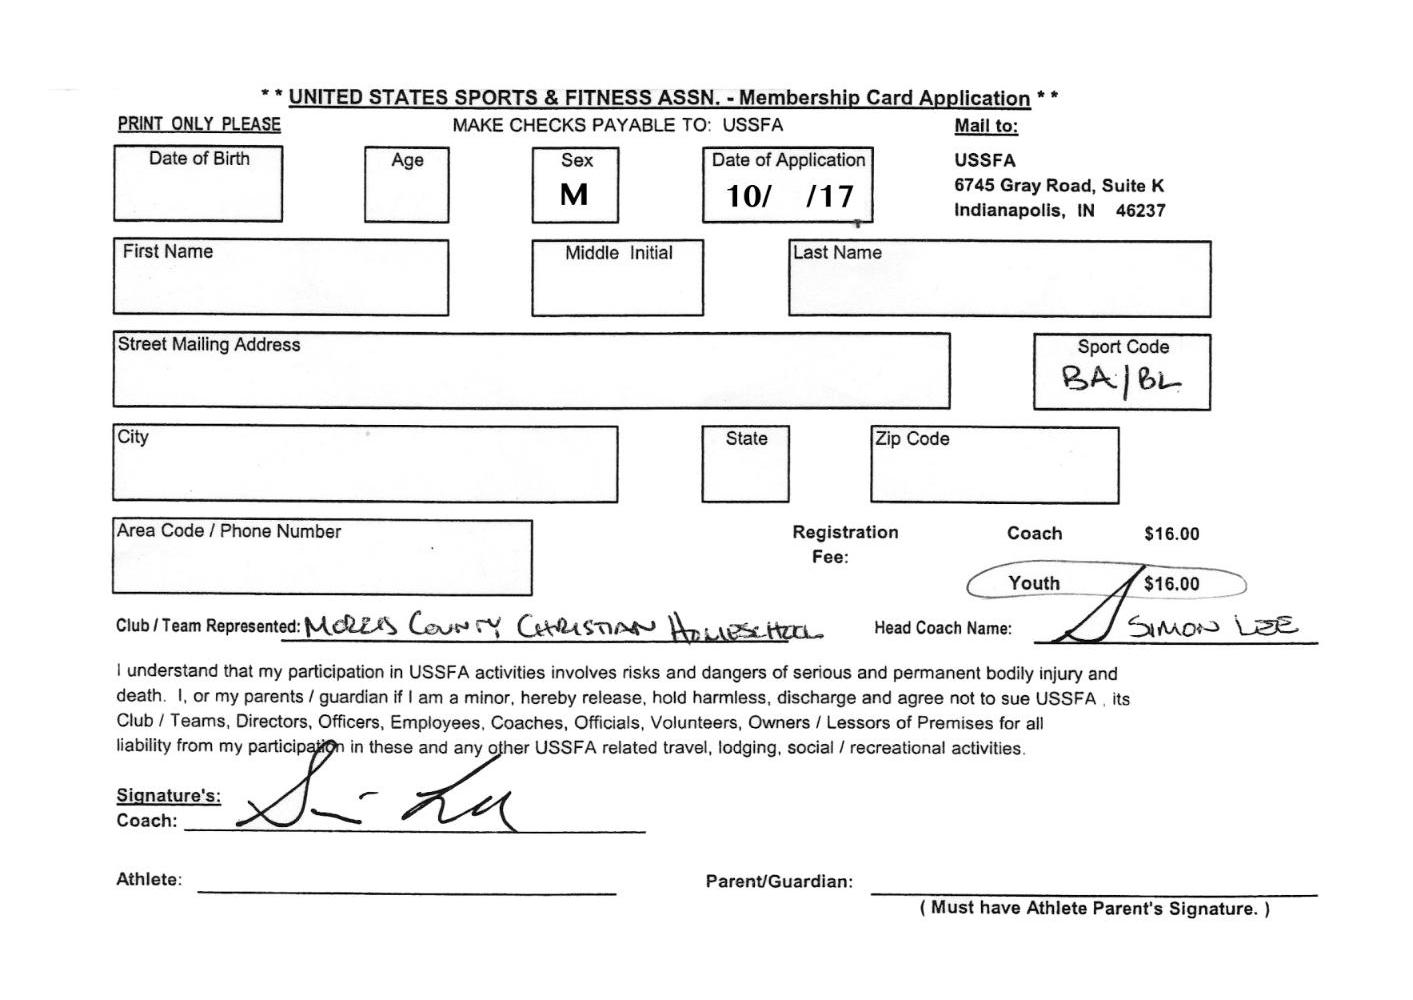 * * UNITED STATES SPORTS & FITNESS ASSN. - Membership Card Application * *
PRINT ONLY PLEASE
MAKE CHECKS PAYABLE TO: USSFA
Mail to:
Date of Birth
Age
Sex
M
Date of Application
10/ /17
USSFA
6745 Gray Road, Suite K
Indianapolis, IN 46237
First Name
Middle Initial
Last Name
Street Mailing Address
Sport Code
BA/BL
City
State
Zip Code
Area Code / Phone Number
Registration Fee:
Coach $16.00
Youth $16.00
Club / Team Represented: MORRIS COUNTY CHRISTIAN HOMESCHOOL
Head Coach Name: SIMON LEE
I understand that my participation in USSFA activities involves risks and dangers of serious and permanent bodily injury and
death. I, or my parents / guardian if I am a minor, hereby release, hold harmless, discharge and agree not to sue USSFA , its
Club / Teams, Directors, Officers, Employees, Coaches, Officials, Volunteers, Owners / Lessors of Premises for all
liability from my participation in these and any other USSFA related travel, lodging, social / recreational activities.
Signature's:
Coach: Simon Lee
Athlete:
Parent/Guardian:
( Must have Athlete Parent's Signature. )